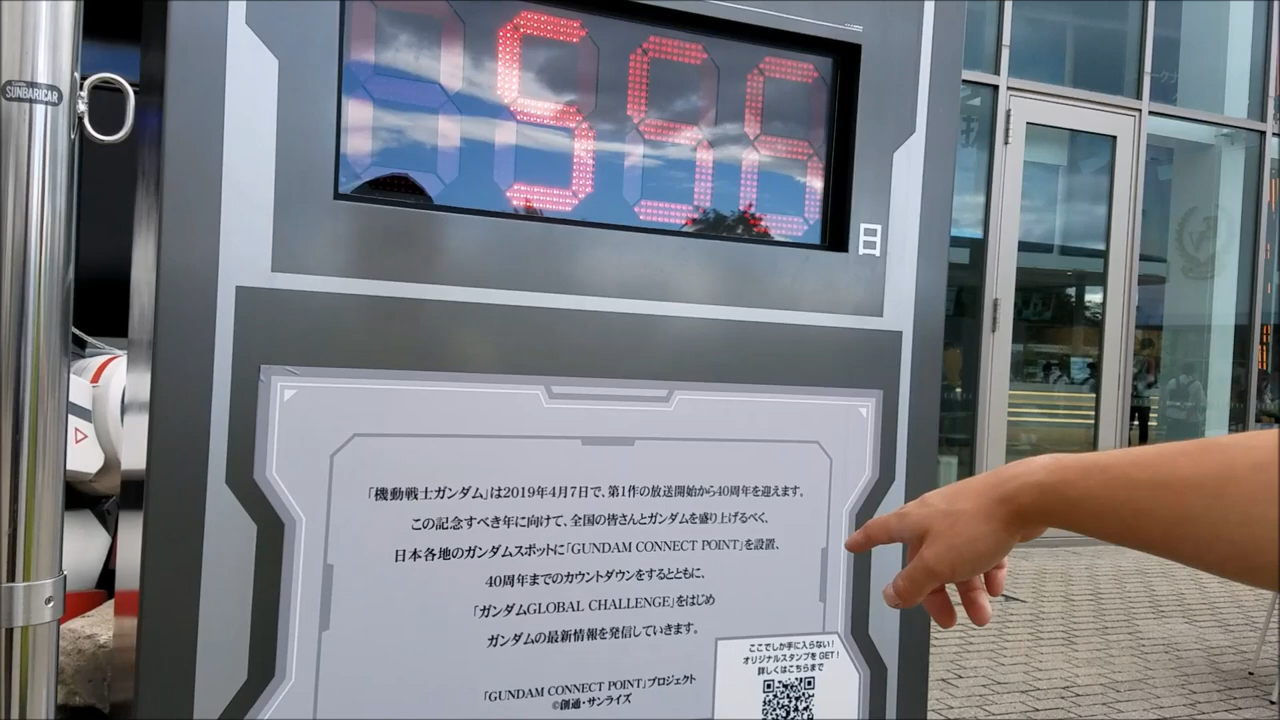 SUNBARICAR
555
日
「機動戦士ガンダム」は2019年4月7日で、第1作の放送開始から40周年を迎えます。
この記念すべき年に向けて、全国の皆さんとガンダムを盛り上げるべく、
日本各地のガンダムスポットに「GUNDAM CONNECT POINT」を設置、
40周年までのカウントダウンをするとともに、
「ガンダムGLOBAL CHALLENGE」をはじめ
ガンダムの最新情報を発信していきます。
「GUNDAM CONNECT POINT」プロジェクト
©創通・サンライズ
ここでしか手に入らない!
オリジナルスタンプを GET!
詳しくはこちらまで